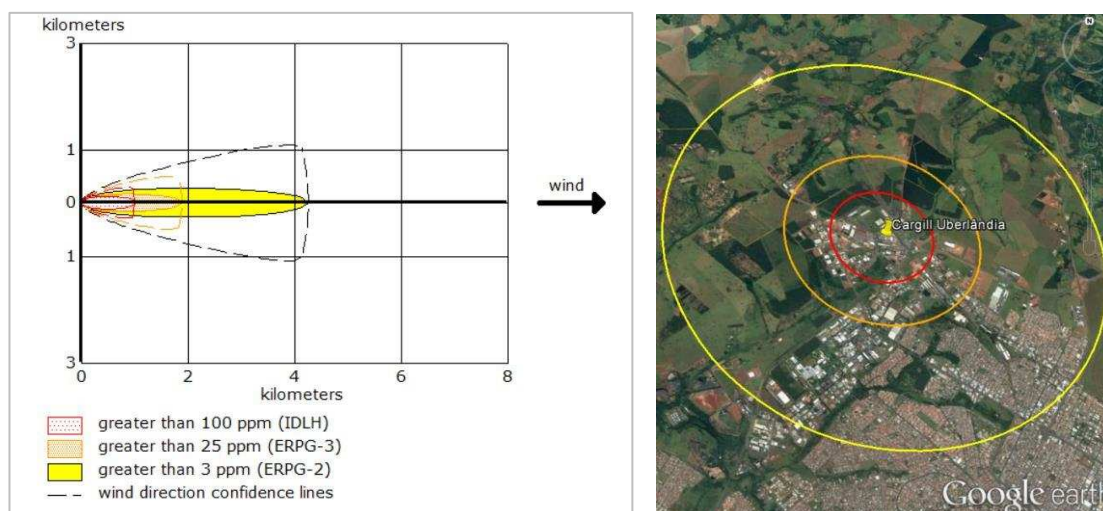 kilometers
3
1
0
1
3
0 2 4 6 8
kilometers
wind
greater than 100 ppm (IDLH)
greater than 25 ppm (ERPG-3)
greater than 3 ppm (ERPG-2)
wind direction confidence lines
N
Cargill Uberlândia
Google earth